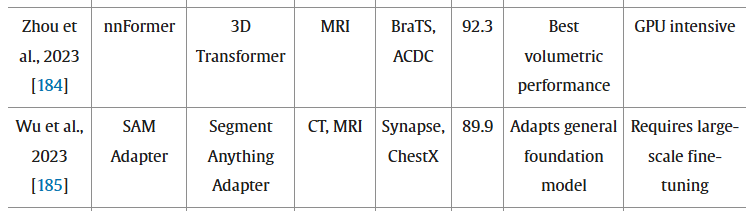 Zhou et al., 2023 [184] | nnFormer | 3D Transformer | MRI | BraTS, ACDC | 92.3 | Best volumetric performance | GPU intensive
Wu et al., 2023 [185] | SAM Adapter | Segment Anything Adapter | CT, MRI | Synapse, ChestX | 89.9 | Adapts general foundation model | Requires large-scale fine-tuning